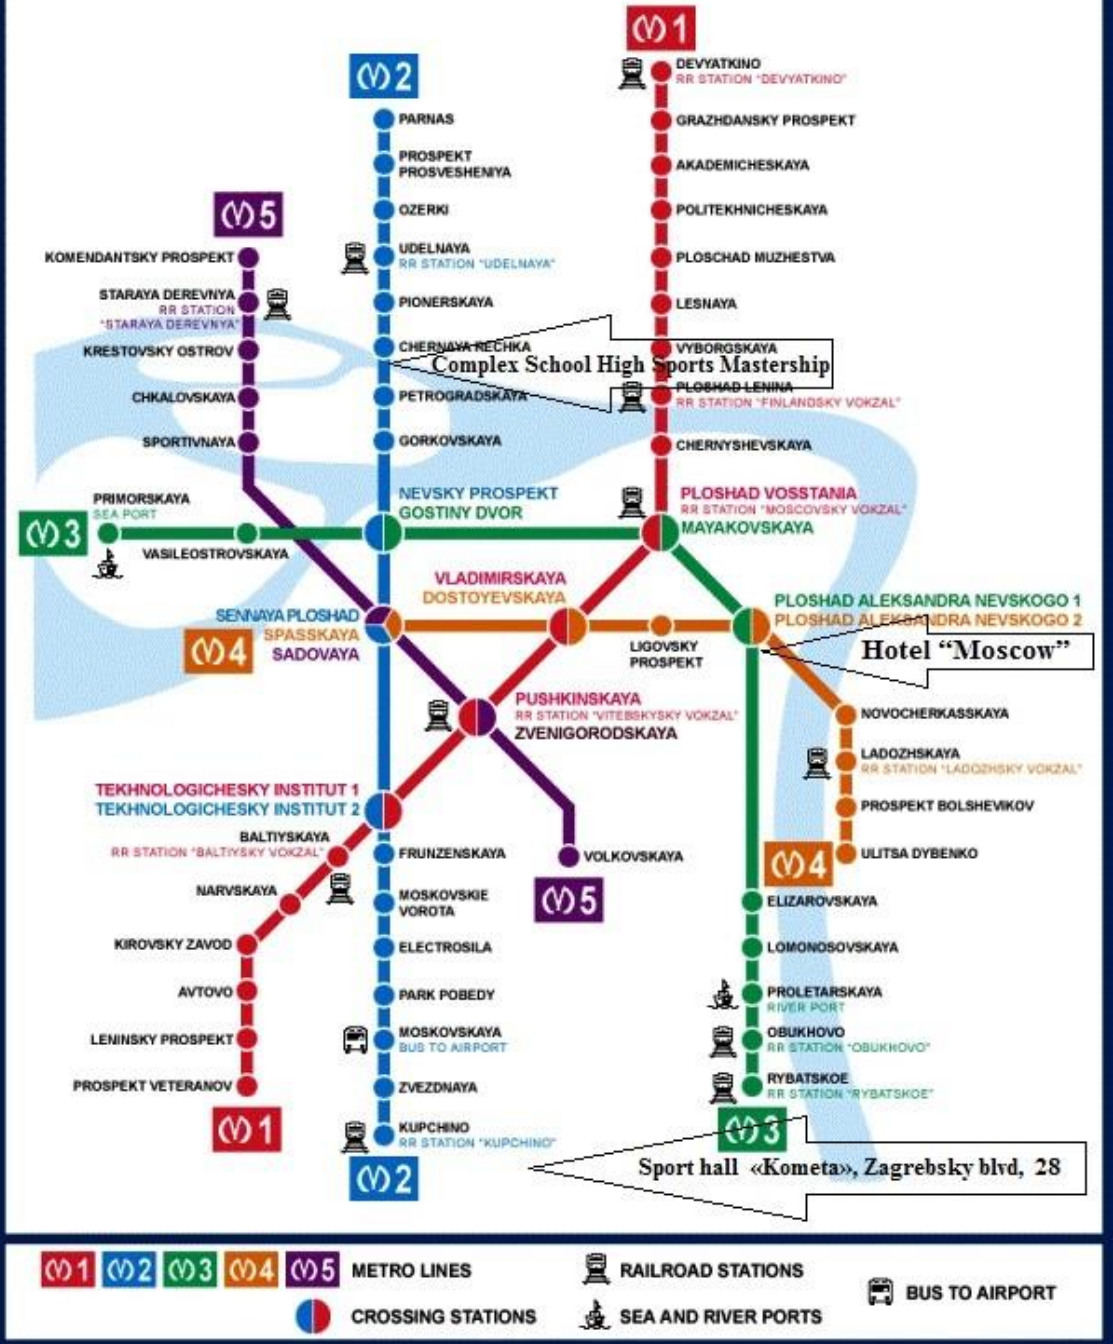 M1
DEVYATKINO
RR STATION "DEVYATKINO"
M2
PARNAS
GRAZHDANSKY PROSPEKT
PROSPEKT
PROSVESHENIYA
AKADEMICHESKAYA
M5
OZERKI
POLITEKHNICHESKAYA
KOMENDANTSKY PROSPEKT
UDELNAYA
RR STATION "UDELNAYA"
PLOSCHAD MUZHESTVA
STARAYA DEREVNYA
RR STATION
"STARAYA DEREVNYA"
PIONERSKAYA
LESNAYA
KRESTOVSKY OSTROV
CHERNAYA RECHKA
VYBORGSKAYA
Complex School High Sports Mastership
CHKALOVSKAYA
PETROGRADSKAYA
PLOSHAD LENINA
RR STATION "FINLANDSKY VOKZAL"
SPORTIVNAYA
GORKOVSKAYA
CHERNYSHEVSKAYA
PRIMORSKAYA
SEA PORT
M3
VASILEOSTROVSKAYA
NEVSKY PROSPEKT
GOSTINY DVOR
PLOSHAD VOSSTANIA
RR STATION "MOSCOVSKY VOKZAL"
MAYAKOVSKAYA
VLADIMIRSKAYA
DOSTOYEVSKAYA
PLOSHAD ALEKSANDRA NEVSKOGO 1
PLOSHAD ALEKSANDRA NEVSKOGO 2
SENNAYA PLOSHAD
SPASSKAYA
SADOVAYA
M4
LIGOVSKY
PROSPEKT
Hotel “Moscow”
PUSHKINSKAYA
RR STATION "VITEBSKYSKY VOKZAL"
ZVENIGORODSKAYA
NOVOCHERKASSKAYA
LADOZHSKAYA
RR STATION "LADOZHSKY VOKZAL"
TEKHNOLOGICHESKY INSTITUT 1
TEKHNOLOGICHESKY INSTITUT 2
PROSPEKT BOLSHEVIKOV
BALTIYSKAYA
RR STATION "BALTIYSKY VOKZAL"
FRUNZENSKAYA
VOLKOVSKAYA
M4
ULITSA DYBENKO
NARVSKAYA
MOSKOVSKIE
VOROTA
M5
ELIZAROVSKAYA
KIROVSKY ZAVOD
ELECTROSILA
LOMONOSOVSKAYA
AVTOVO
PARK POBEDY
PROLETARSKAYA
RIVER PORT
LENINSKY PROSPEKT
MOSKOVSKAYA
BUS TO AIRPORT
OBUKHOVO
RR STATION "OBUKHOVO"
PROSPEKT VETERANOV
ZVEZDNAYA
RYBATSKOE
RR STATION "RYBATSKOE"
M1
KUPCHINO
RR STATION "KUPCHINO"
M3
M2
Sport hall «Kometa», Zagrebsky blvd, 28
M1 M2 M3 M4 M5 METRO LINES
RAILROAD STATIONS
BUS TO AIRPORT
CROSSING STATIONS
SEA AND RIVER PORTS